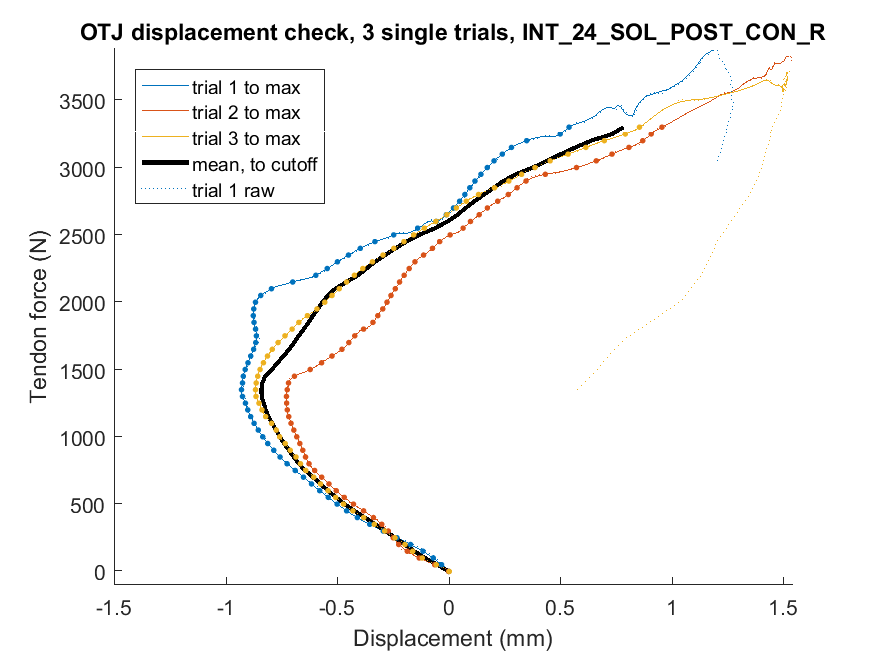 OTJ displacement check, 3 single trials, INT_24_SOL_POST_CON_R
trial 1 to max
trial 2 to max
trial 3 to max
mean, to cutoff
trial 1 raw
3500
3000
2500
2000
1500
1000
500
0
Tendon force (N)
-1.5 -1 -0.5 0 0.5 1 1.5
Displacement (mm)